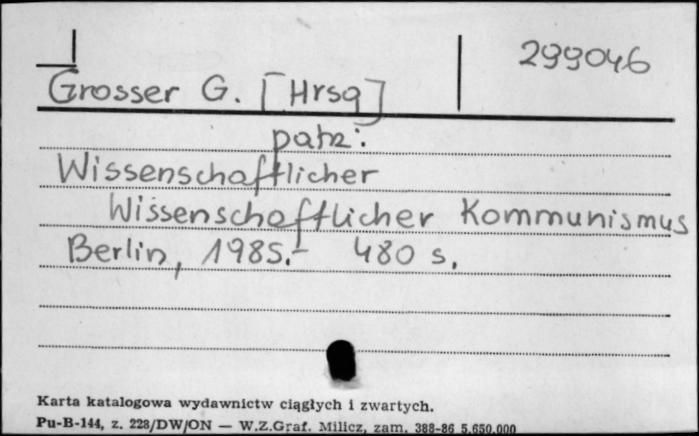 299046
Grosser G. [Hrsg]
patrz:
Wissenschaftlicher
Wissenschaftlicher Kommunismus
Berlin, 1985.- 480 s.
Karta katalogowa wydawnictw ciągłych i zwartych.
Pu-B-144, z. 228/DW/ON — W.Z.Graf. Milicz, zam. 388-86 5.650.000